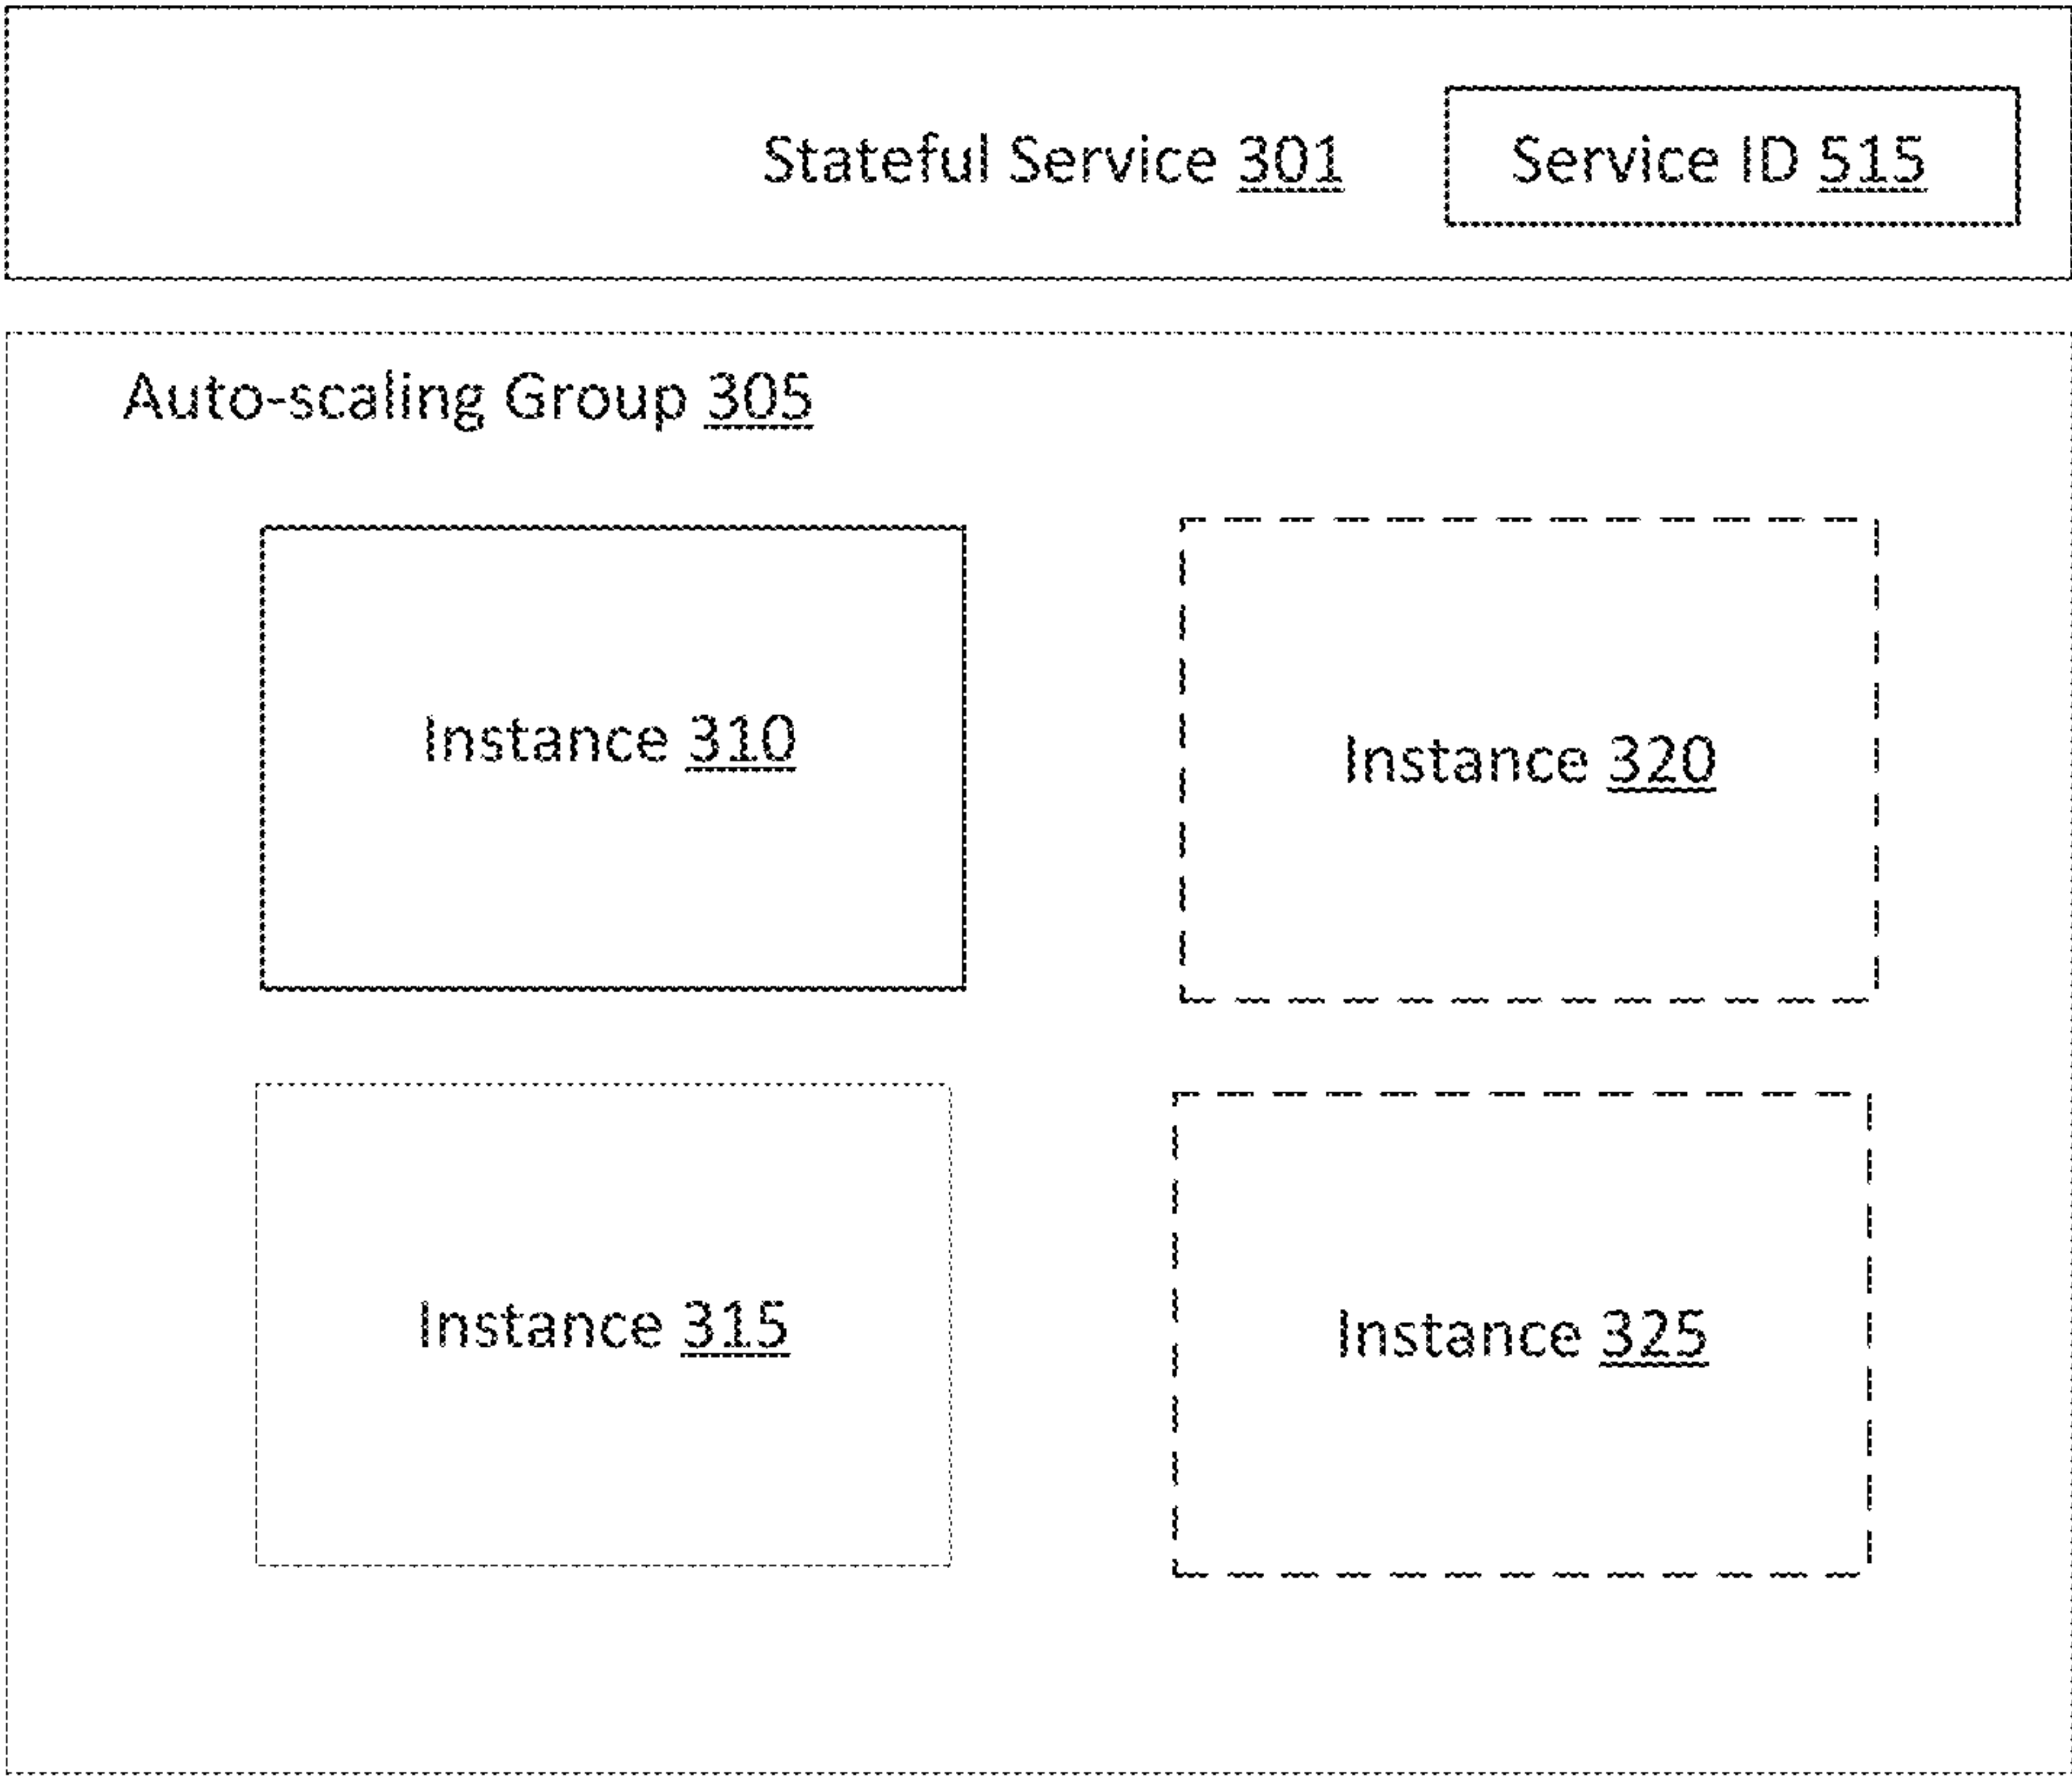 Stateful Service 301
Service ID 515
Auto-scaling Group 305
Instance 310
Instance 320
Instance 315
Instance 325